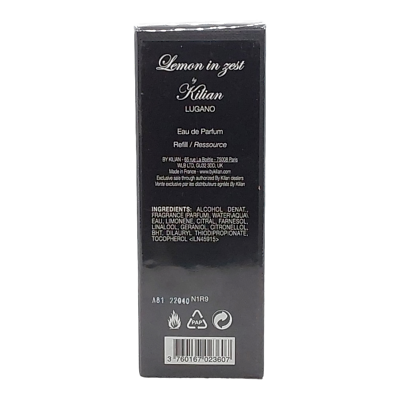 Lemon in zest
by
Kilian
LUGANO
Eau de Parfum
Refill / Ressource
BY KILIAN - 65 rue La Boétie - 75008 Paris
WLB LTD, GL02 3DD, UK
Made in France - www.bykilian.com
Exclusive sale through authorized By Kilian dealers
Vente exclusive par les distributeurs agréés By Kilian
INGREDIENTS: ALCOHOL DENAT.,
FRAGRANCE (PARFUM), WATER\AQUA\
EAU, LIMONENE, CITRAL, FARNESOL,
LINALOOL, GERANIOL, CITRONELLOL,
BHT, DILAURYL THIODIPROPIONATE,
TOCOPHEROL <ILN45915>
A81 22040 N1R9
PAP
3 760167 023607